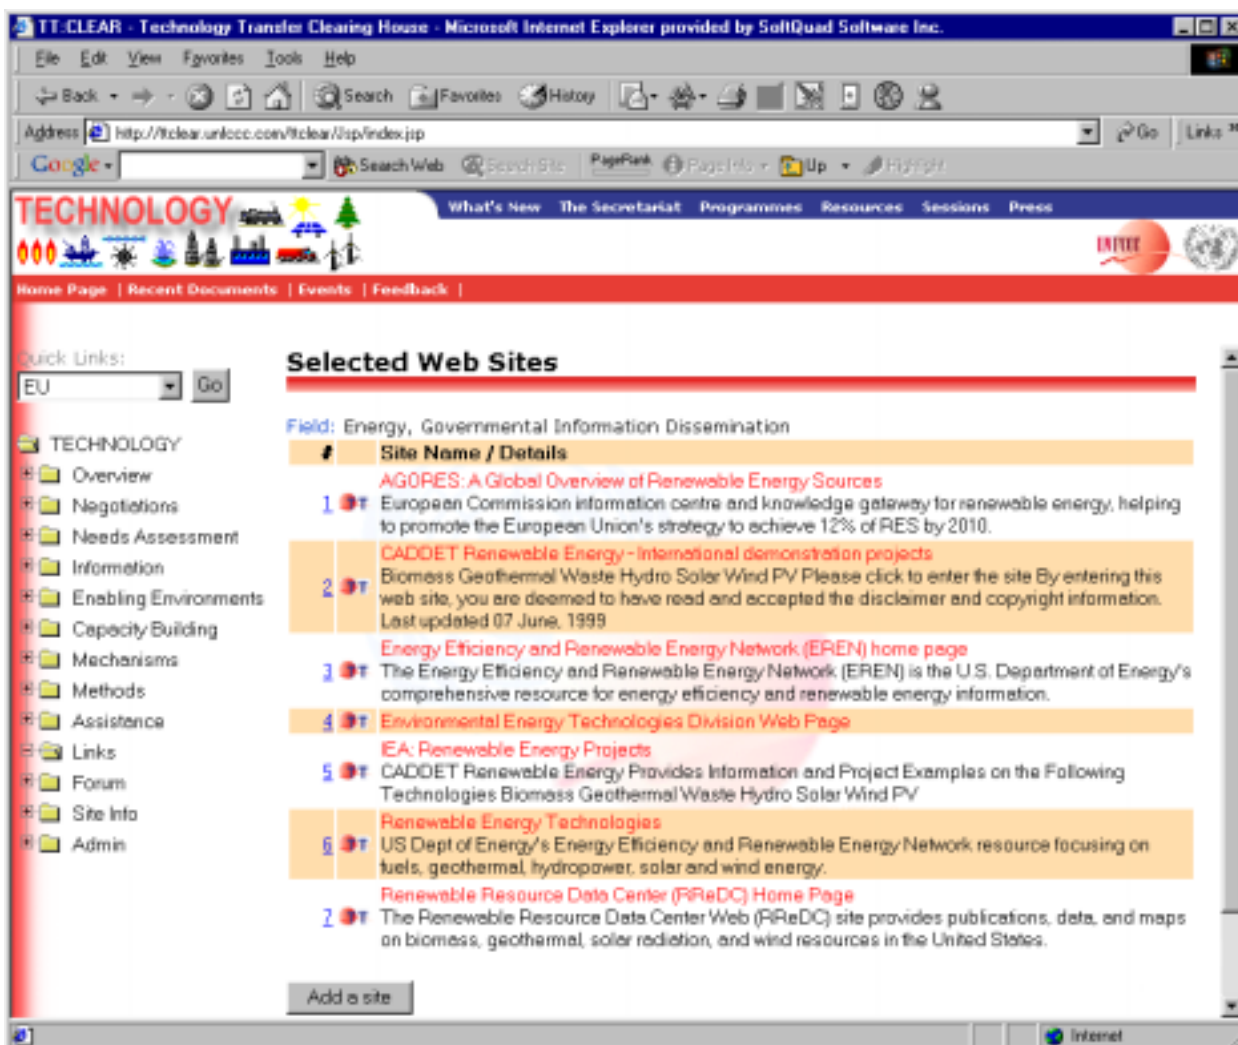 TT:CLEAR - Technology Transfer Clearing House - Microsoft Internet Explorer provided by SoftQuad Software Inc.
File Edit View Favorites Tools Help
Back Search Favorites History
Address http://ttclear.unfccc.com/ttclear/Jsp/index.jsp Go Links
Google Search Web Search Site PageRank Page Info Up Highlight
TECHNOLOGY
What's New The Secretariat Programmes Resources Sessions Press
Home Page | Recent Documents | Events | Feedback |
Quick Links:
EU Go
TECHNOLOGY
Overview
Negotiations
Needs Assessment
Information
Enabling Environments
Capacity Building
Mechanisms
Methods
Assistance
Links
Forum
Site Info
Admin
Selected Web Sites
Field: Energy, Governmental Information Dissemination
# Site Name / Details
AGORES: A Global Overview of Renewable Energy Sources
1 T European Commission information centre and knowledge gateway for renewable energy, helping
to promote the European Union's strategy to achieve 12% of RES by 2010.
CADDET Renewable Energy - International demonstration projects
Biomass Geothermal Waste Hydro Solar Wind PV Please click to enter the site By entering this
2 T web site, you are deemed to have read and accepted the disclaimer and copyright information.
Last updated 07 June, 1999
Energy Efficiency and Renewable Energy Network (EREN) home page
3 T The Energy Efficiency and Renewable Energy Network (EREN) is the U.S. Department of Energy's
comprehensive resource for energy efficiency and renewable energy information.
4 T Environmental Energy Technologies Division Web Page
IEA: Renewable Energy Projects
5 T CADDET Renewable Energy Provides Information and Project Examples on the Following
Technologies Biomass Geothermal Waste Hydro Solar Wind PV
Renewable Energy Technologies
6 T US Dept of Energy's Energy Efficiency and Renewable Energy Network resource focusing on
fuels, geothermal, hydropower, solar and wind energy.
Renewable Resource Data Center (RReDC) Home Page
7 T The Renewable Resource Data Center Web (RReDC) site provides publications, data, and maps
on biomass, geothermal, solar radiation, and wind resources in the United States.
Add a site
Internet